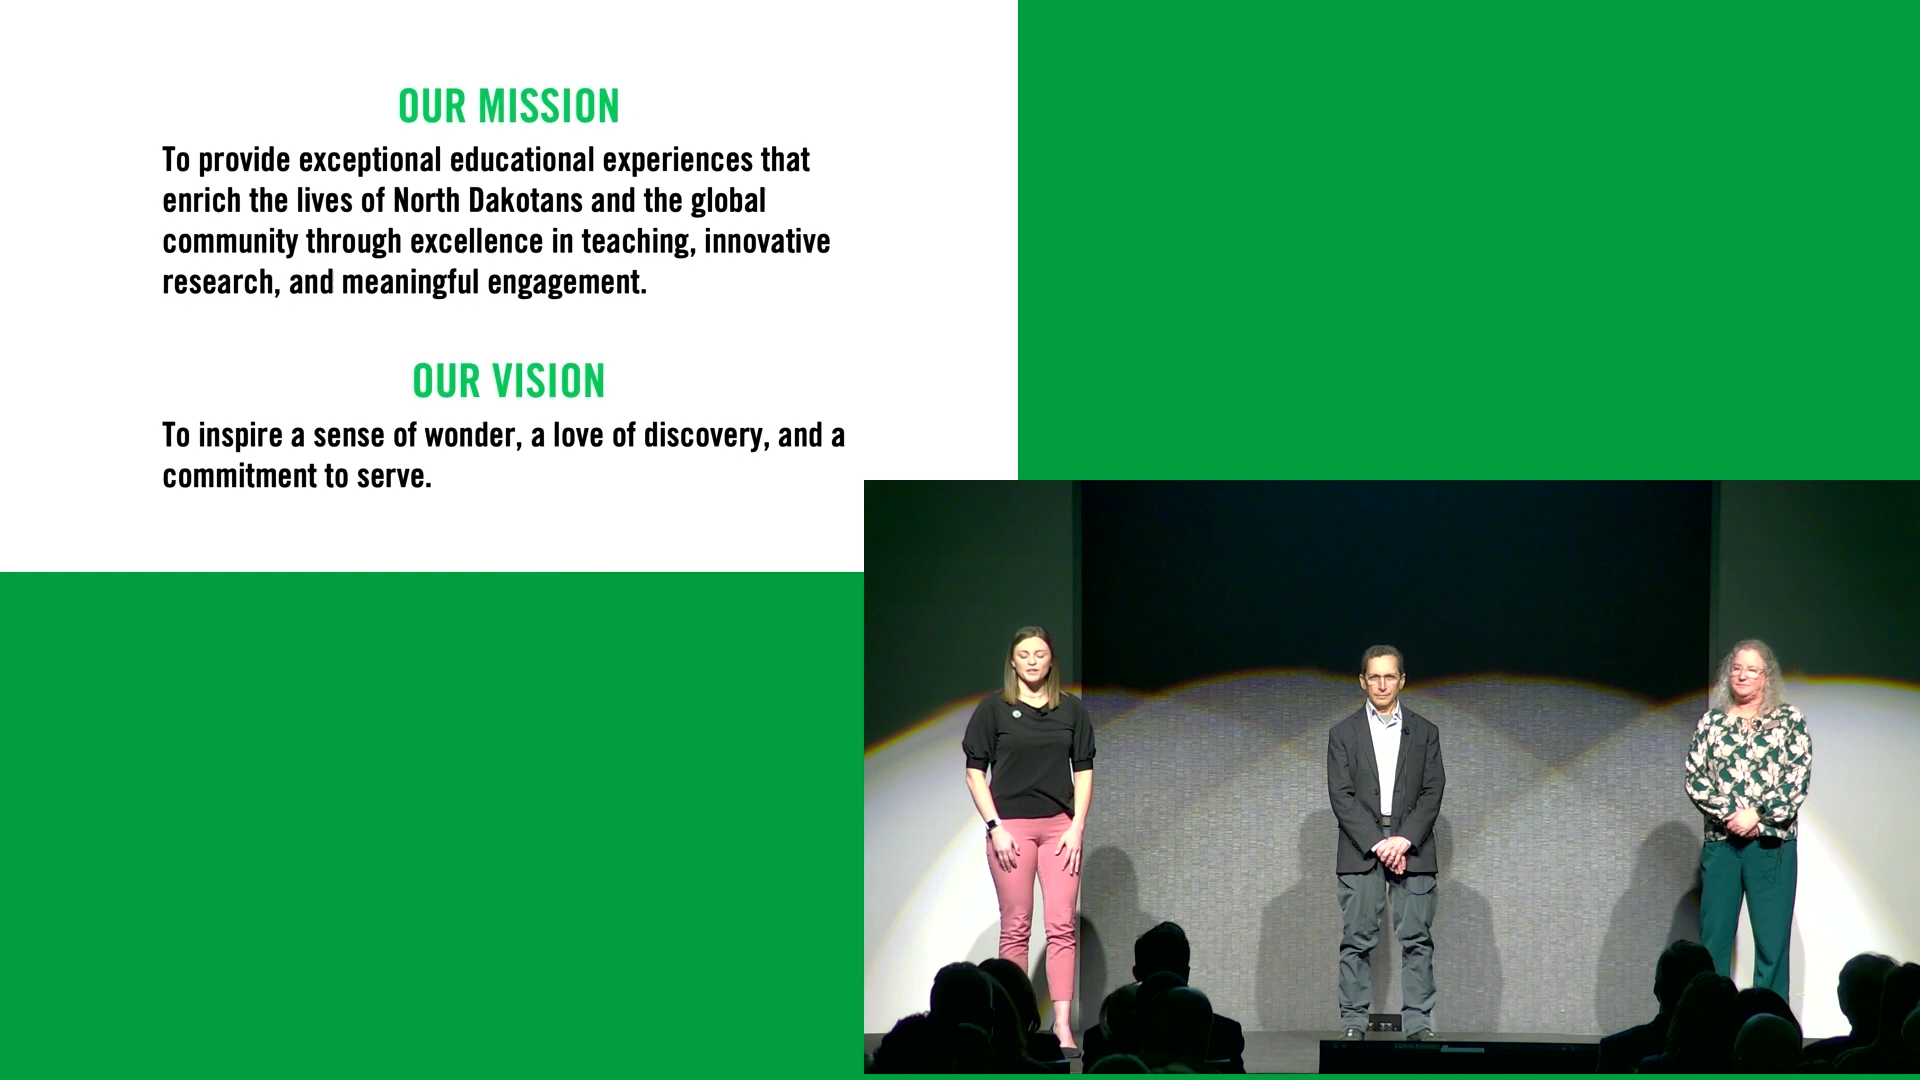 OUR MISSION
To provide exceptional educational experiences that
enrich the lives of North Dakotans and the global
community through excellence in teaching, innovative
research, and meaningful engagement.
OUR VISION
To inspire a sense of wonder, a love of discovery, and a
commitment to serve.